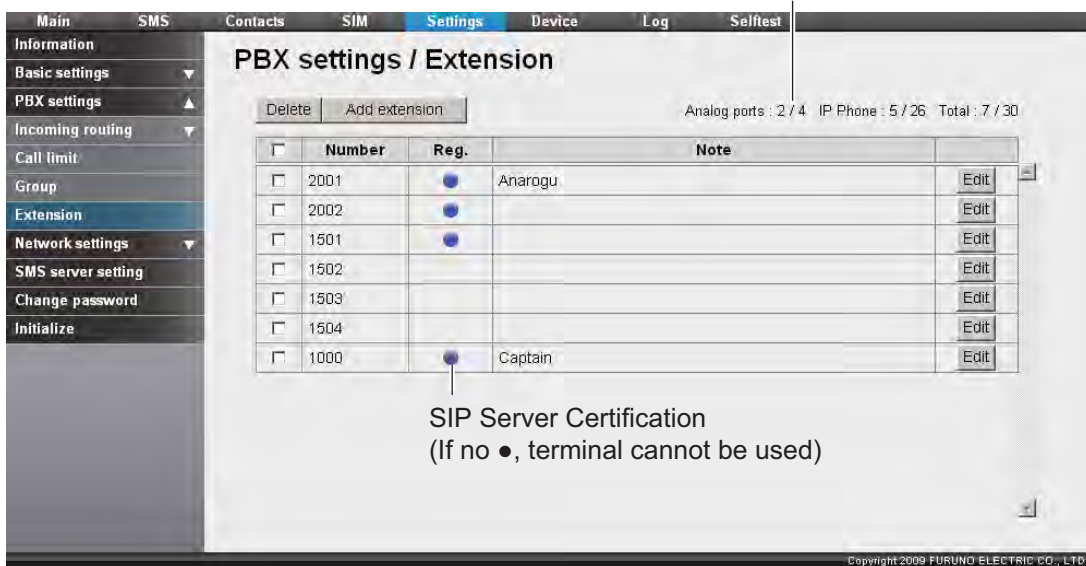 Main SMS Contacts SIM Settings Device Log Selftest
Information
Basic settings ▼
PBX settings ▲
Incoming routing ▼
Call limit
Group
Extension
Network settings ▼
SMS server setting
Change password
Initialize
PBX settings / Extension
Delete Add extension
Analog ports : 2 / 4 IP Phone : 5 / 26 Total : 7 / 30
Number Reg. Note
2001 ● Anarogu Edit
2002 ● Edit
1501 ● Edit
1502 Edit
1503 Edit
1504 Edit
1000 ● Captain Edit
SIP Server Certification
(If no ●, terminal cannot be used)
Copyright 2009 FURUNO ELECTRIC CO., LTD